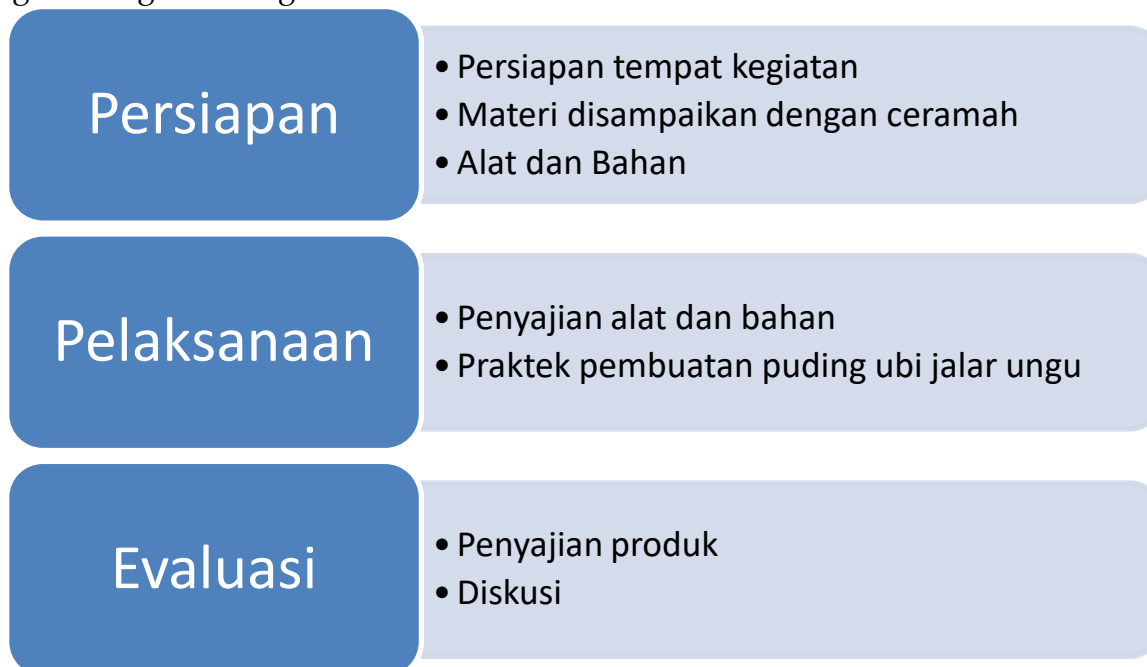 Persiapan
• Persiapan tempat kegiatan
• Materi disampaikan dengan ceramah
• Alat dan Bahan
Pelaksanaan
• Penyajian alat dan bahan
• Praktek pembuatan puding ubi jalar ungu
Evaluasi
• Penyajian produk
• Diskusi